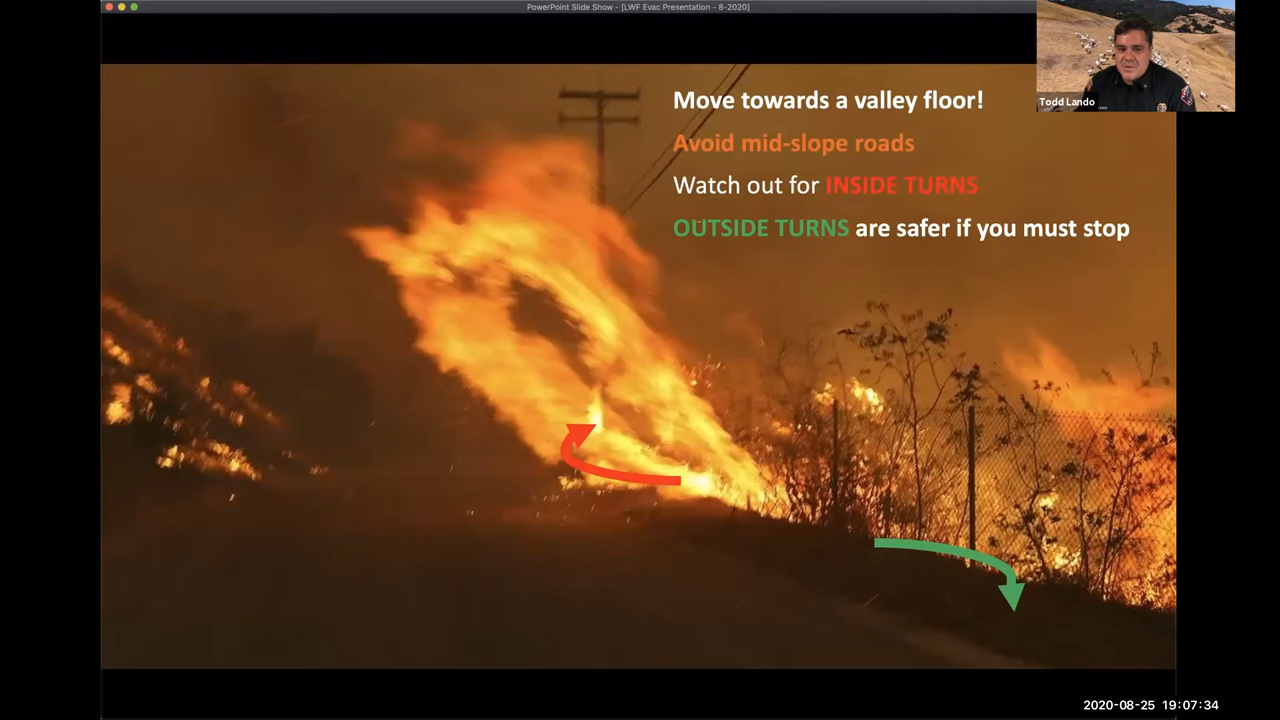 PowerPoint Slide Show - [LWF Evac Presentation - 8-2020]
Move towards a valley floor!
Todd Lando
Avoid mid-slope roads
Watch out for INSIDE TURNS
OUTSIDE TURNS are safer if you must stop
2020-08-25 19:07:34